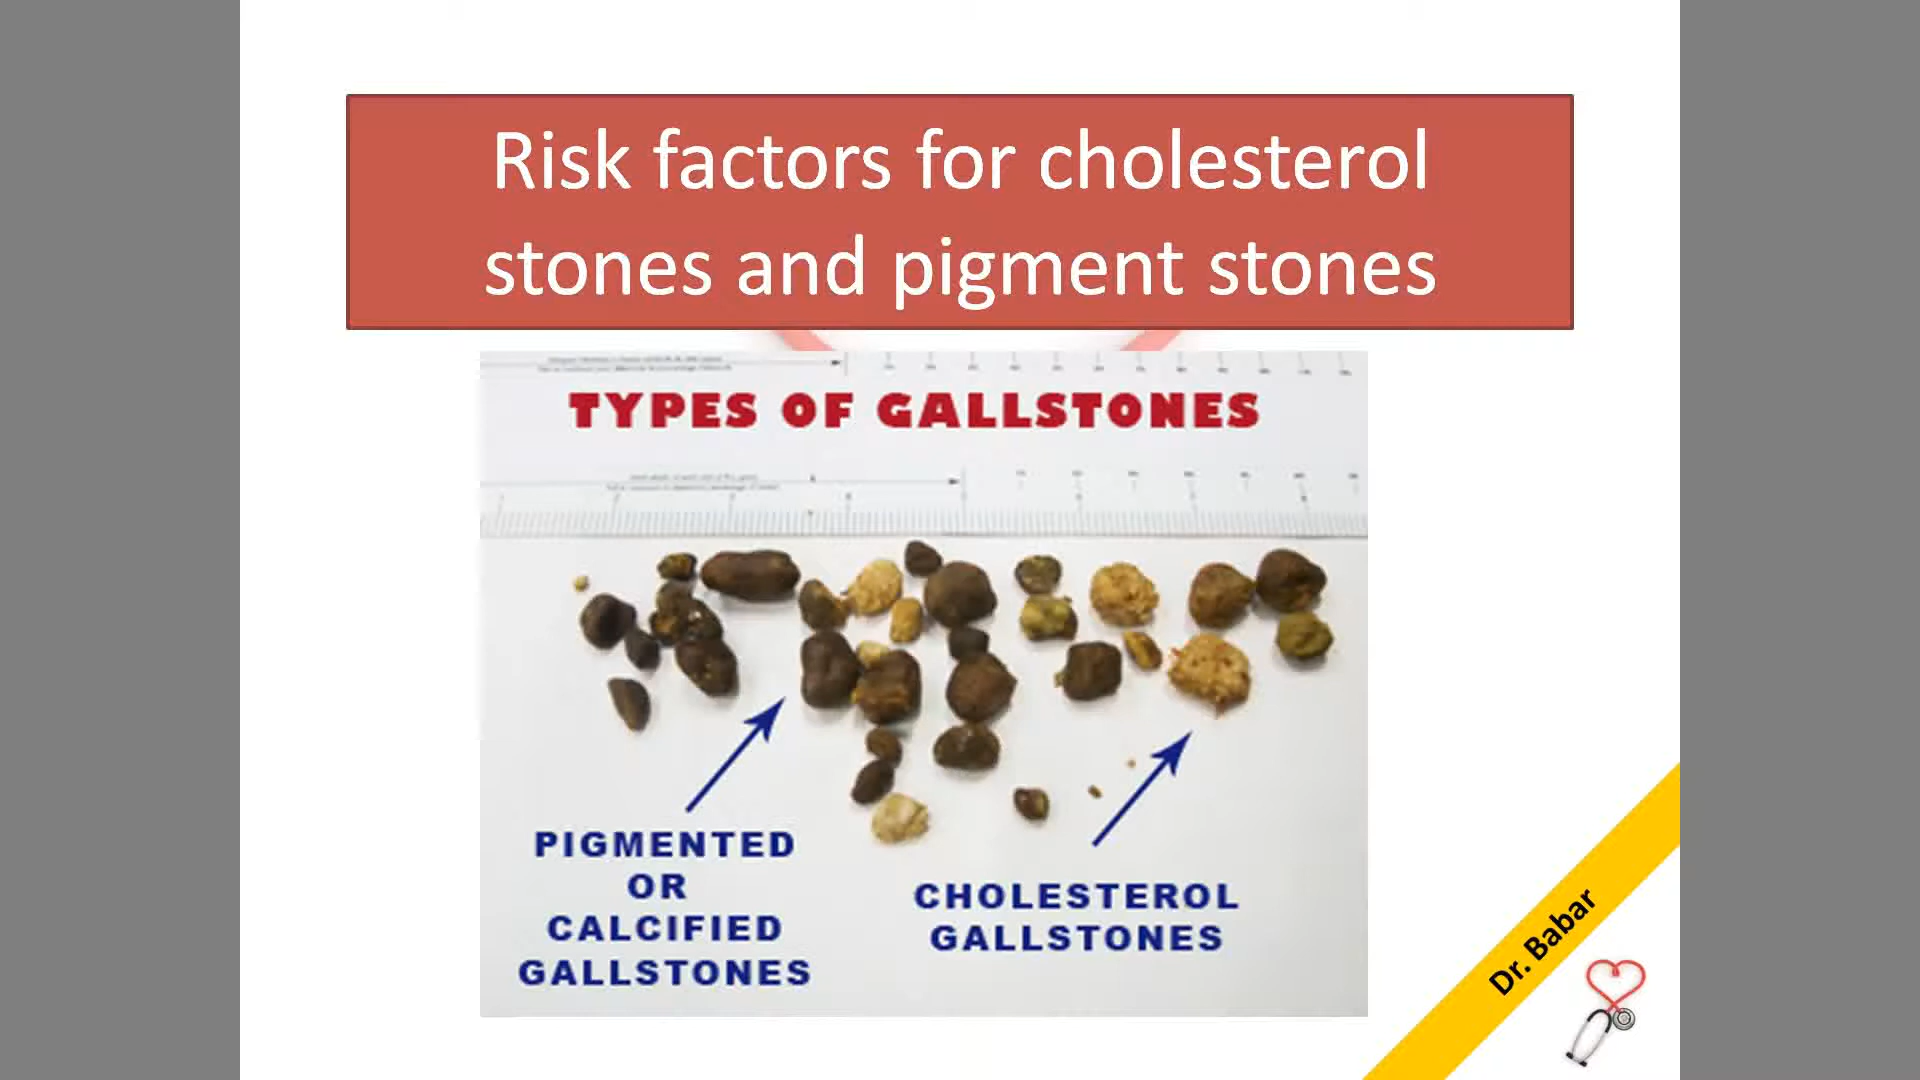 Risk factors for cholesterol
stones and pigment stones
TYPES OF GALLSTONES
PIGMENTED
OR
CALCIFIED
GALLSTONES
CHOLESTEROL
GALLSTONES
Dr. Babar